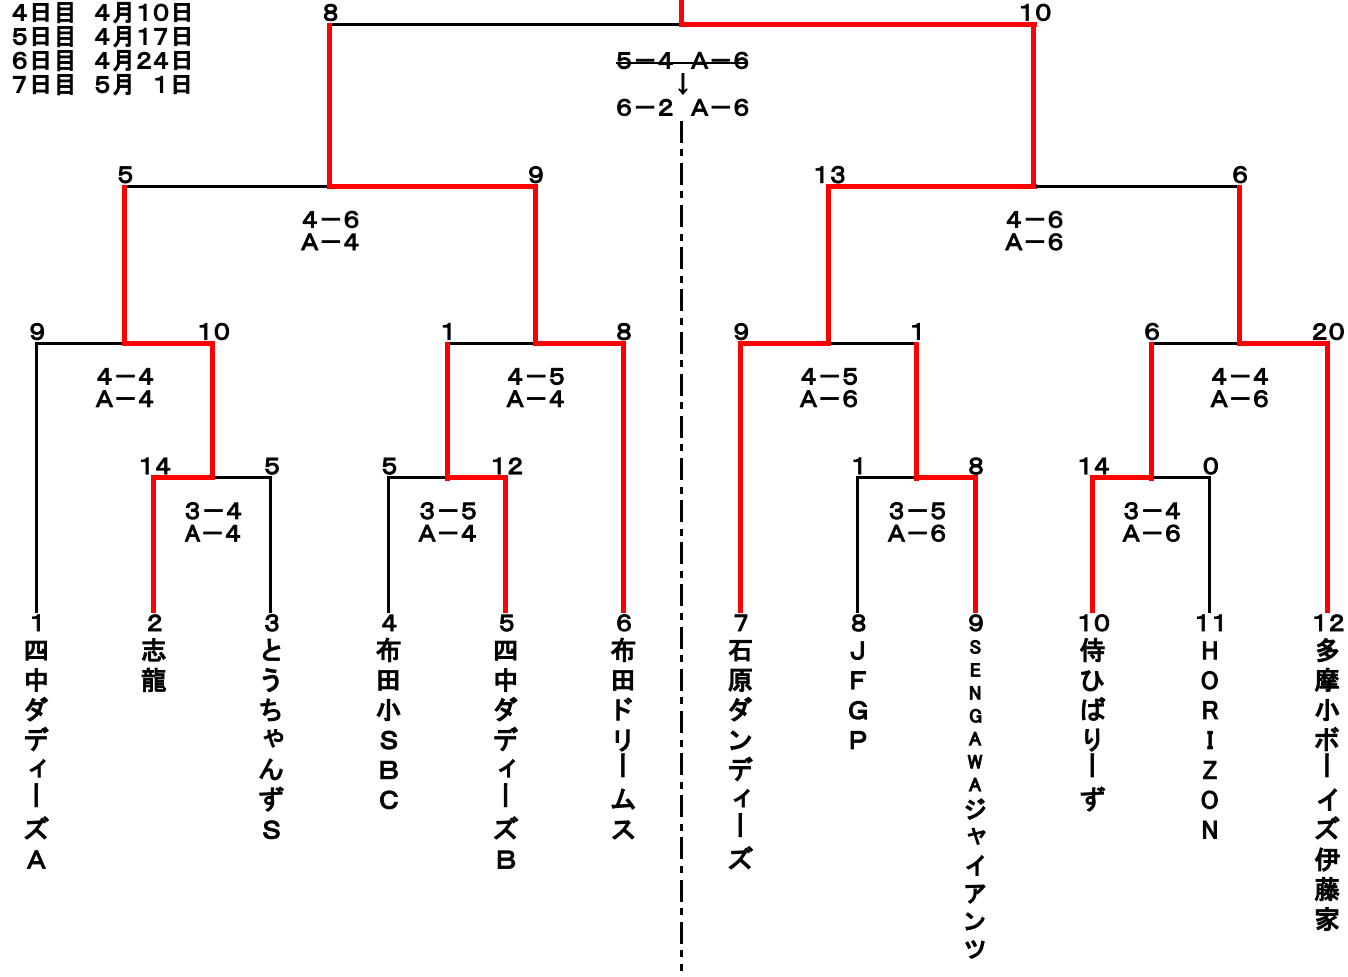 4日目 4月10日
5日目 4月17日
6日目 4月24日
7日目 5月 1日
8
10
5－4 A－6
↓
6－2 A－6
5
9
13
6
4－6
A－4
4－6
A－6
9
10
1
8
9
1
6
20
4－4
A－4
4－5
A－4
4－5
A－6
4－4
A－6
14
5
5
12
1
8
14
0
3－4
A－4
3－5
A－4
3－5
A－6
3－4
A－6
1
四中ダディーズA
2
志龍
3
とうちゃんずS
4
布田小SBC
5
四中ダディーズB
6
布田ドリームス
7
石原ダンディーズ
8
JFGP
9
SENGAWAジャイアンツ
10
侍ひばりーず
11
HORIZON
12
多摩小ボーイズ伊藤家